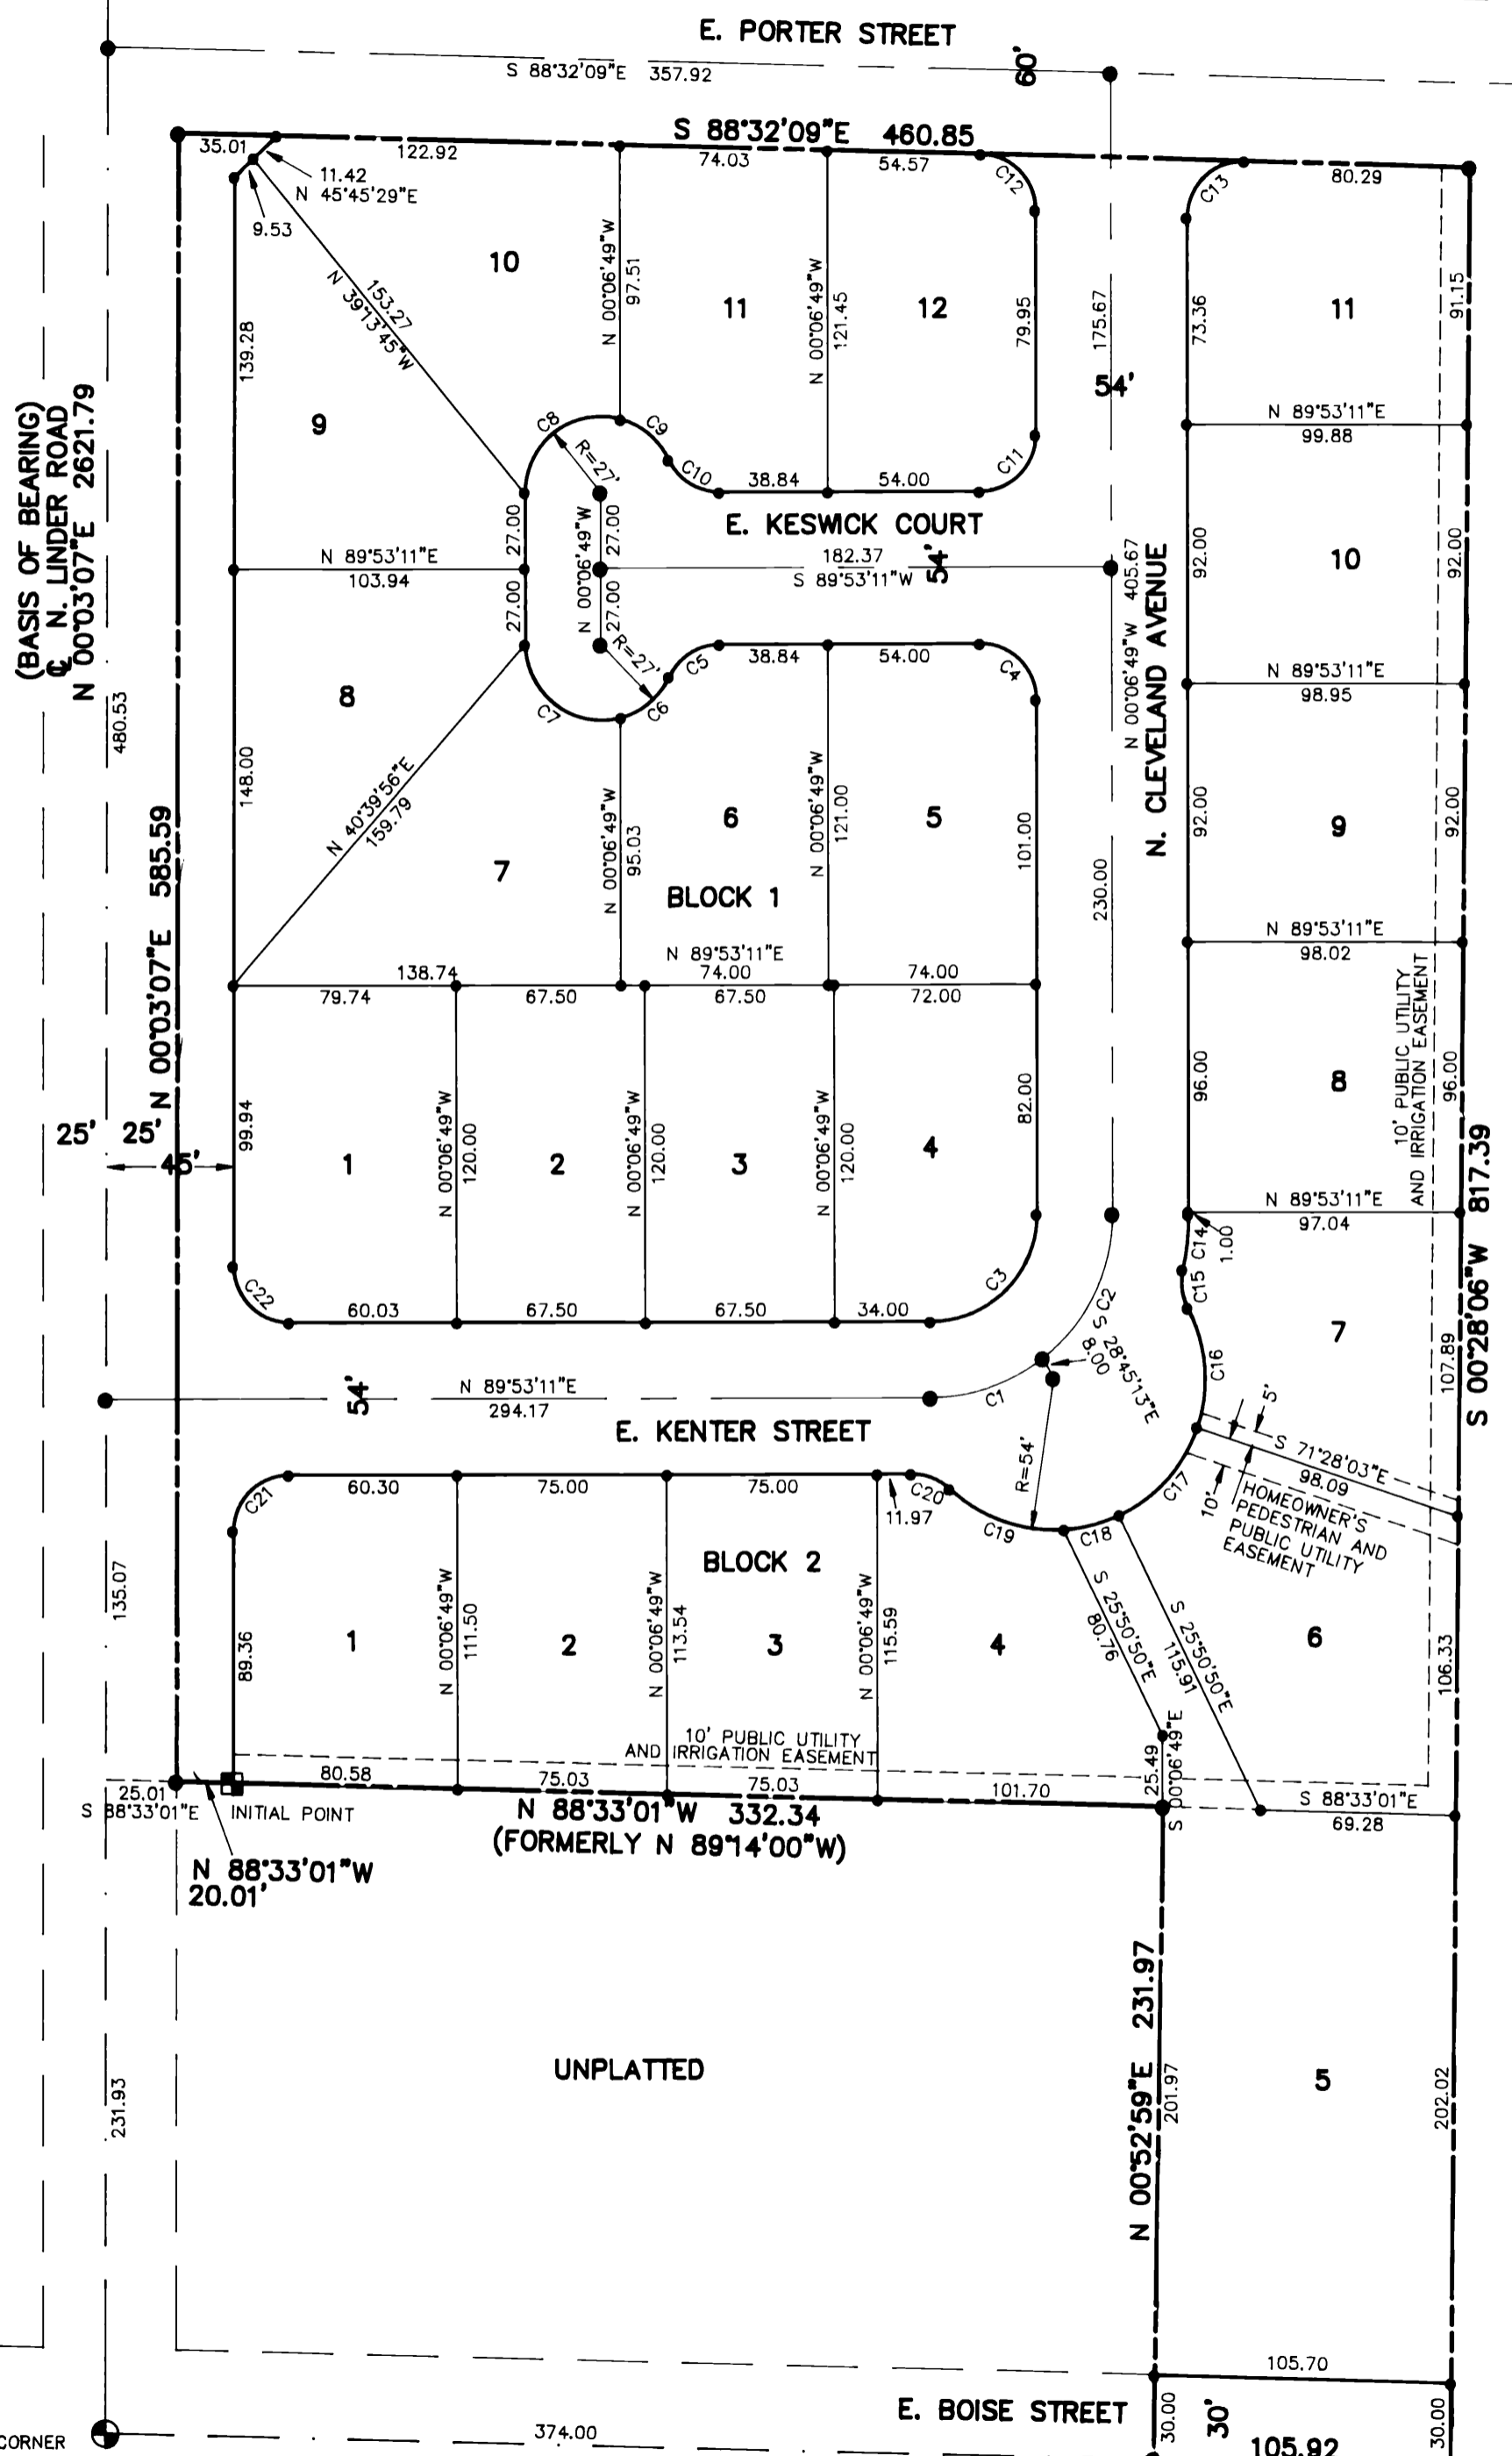 E. PORTER STREET
60'
S 88°32'09"E 357.92
S 88°32'09"E 460.85
35.01
122.92
74.03
54.57
80.29
11.42
N 45°45'29"E
9.53
C12
C13
10
N 00°06'49"W
97.51
11
N 00°06'49"W
121.45
12
79.95
175.67
54'
73.36
11
91.15
153.27
N 39°13'45"W
139.28
9
(BASIS OF BEARING)
℄ N. LINDER ROAD
N 00°03'07"E 2621.79
C8
R=27'
C9
C10
38.84
54.00
C11
N 89°53'11"E
99.88
E. KESWICK COURT
27.00
N 00°06'49"W
27.00
182.37
S 89°53'11"W
54'
N 89°53'11"E
103.94
27.00
27.00
N 00°06'49"W 405.67
N. CLEVELAND AVENUE
92.00
10
92.00
R=27'
C5
38.84
54.00
C4
N 89°53'11"E
98.95
C7
C6
8
480.53
148.00
N 40°39'56"E
159.79
N 00°06'49"W
95.03
6
N 00°06'49"W
121.00
5
101.00
230.00
92.00
9
92.00
7
BLOCK 1
N 00°03'07"E 585.59
N 89°53'11"E
98.02
N 89°53'11"E
138.74
74.00
74.00
79.74
67.50
67.50
72.00
10' PUBLIC UTILITY
AND IRRIGATION EASEMENT
96.00
8
96.00
25'
25'
45'
99.94
1
N 00°06'49"W
120.00
2
N 00°06'49"W
120.00
3
N 00°06'49"W
120.00
4
82.00
S 00°28'06"W 817.39
N 89°53'11"E
97.04
1.00
C14
C15
C22
60.03
67.50
67.50
34.00
C3
C2
S 28°45'13"E
8.00
C16
7
107.89
C1
N 89°53'11"E
294.17
54'
E. KENTER STREET
R=54'
5'
S 71°28'03"E
98.09
10'
HOMEOWNER'S
PEDESTRIAN AND
PUBLIC UTILITY
EASEMENT
C21
60.30
75.00
75.00
11.97
C20
C19
C18
C17
BLOCK 2
135.07
89.36
1
N 00°06'49"W
111.50
2
N 00°06'49"W
113.54
3
N 00°06'49"W
115.59
4
S 25°50'50"E
80.76
S 25°50'50"E
115.91
6
106.33
10' PUBLIC UTILITY
AND IRRIGATION EASEMENT
80.58
75.03
75.03
101.70
25.49
S 00°06'49"E
S 88°33'01"E
69.28
25.01
S 88°33'01"E
INITIAL POINT
N 88°33'01"W 332.34
(FORMERLY N 89°14'00"W)
N 88°33'01"W
20.01'
UNPLATTED
231.93
N 00°52'59"E 231.97
201.97
5
202.02
105.70
E. BOISE STREET
30.00
30'
30.00
CORNER
374.00
105.92